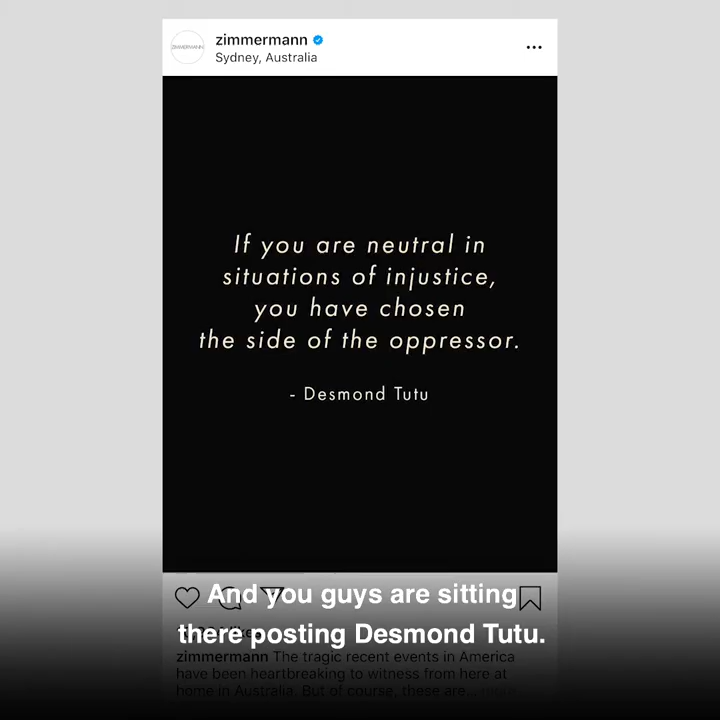 zimmermann
Sydney, Australia
ZIMMERMANN
If you are neutral in
situations of injustice,
you have chosen
the side of the oppressor.
- Desmond Tutu
And you guys are sitting
there posting Desmond Tutu.
zimmermann The tragic recent events in America
have been heartbreaking to witness from here at
home in Australia. But of course, these are... more